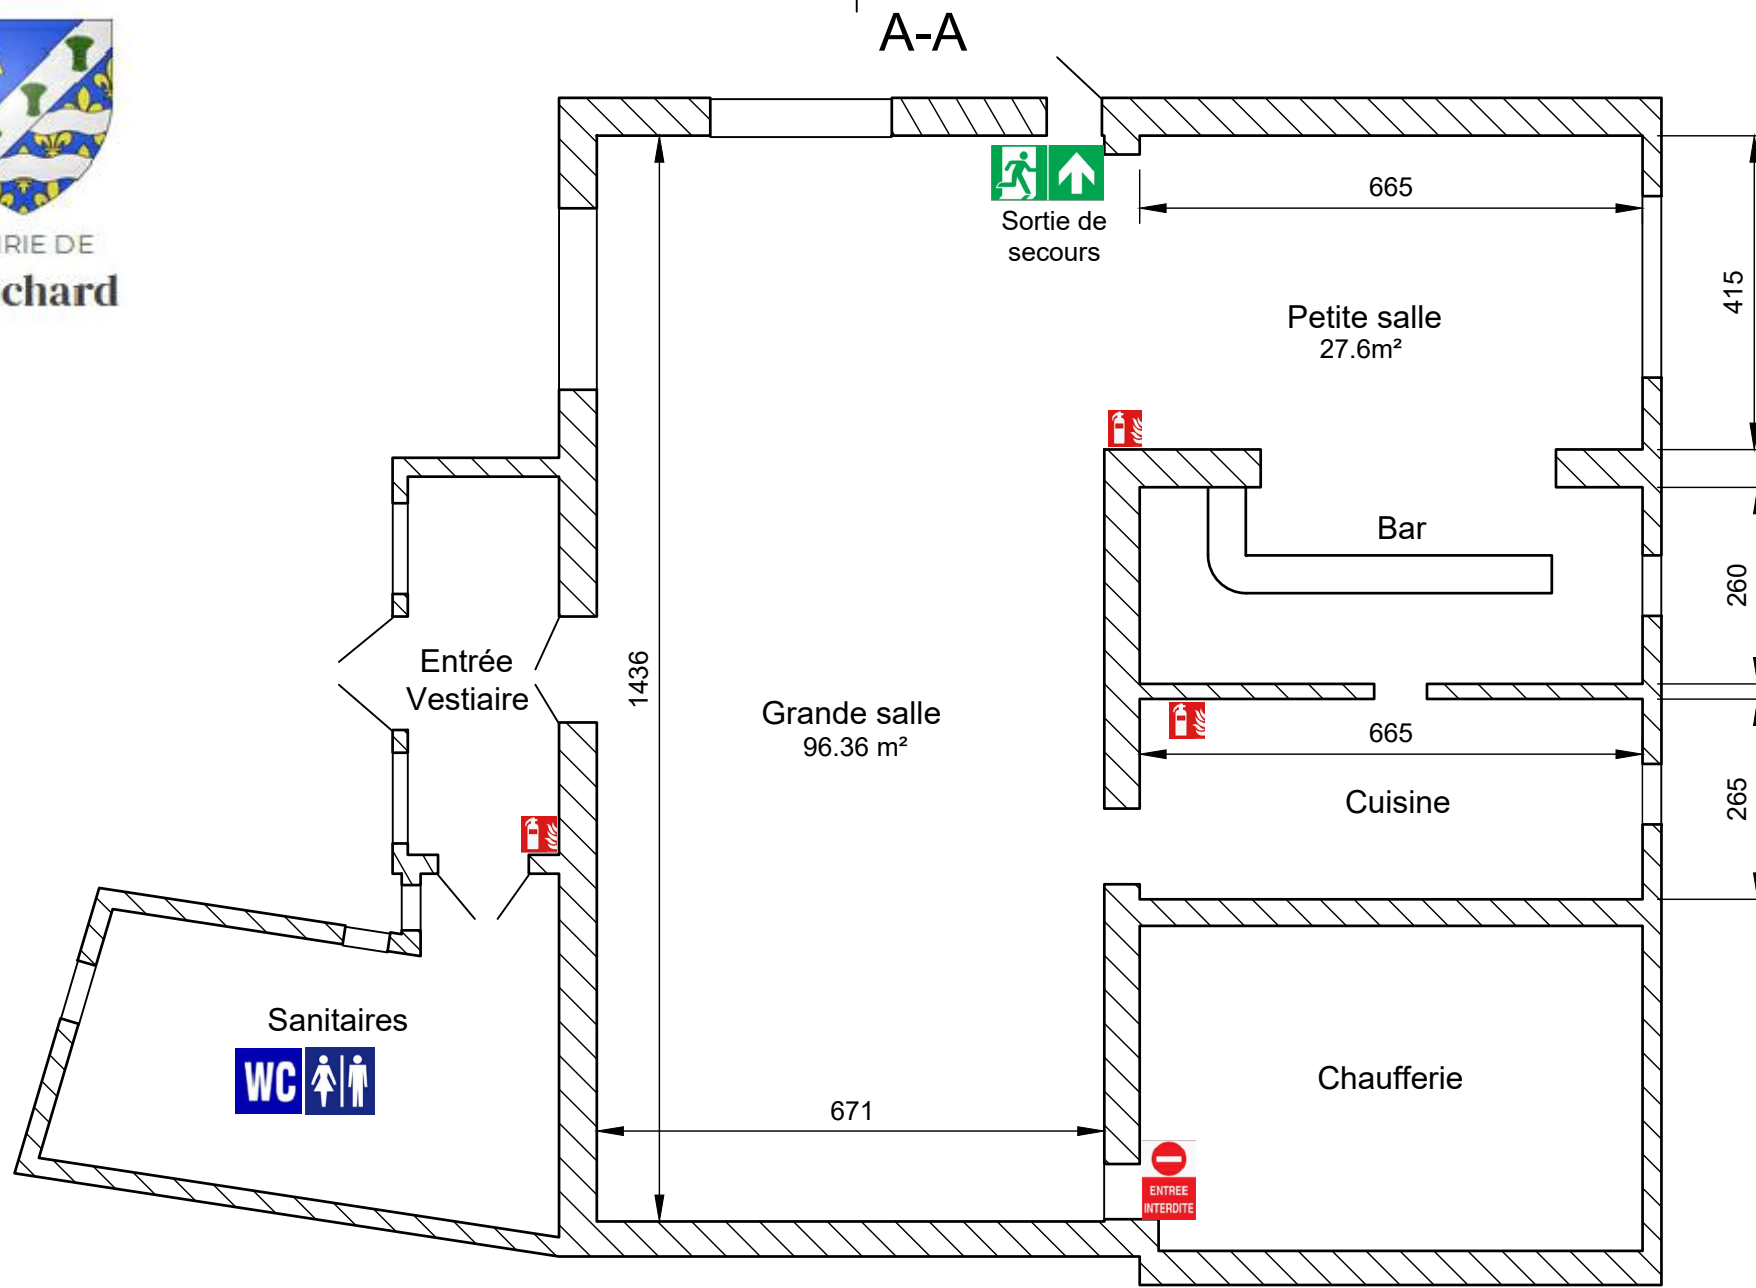 A-A
RIE DE
chard
Sortie de
secours
665
415
Petite salle
27.6m²
Bar
260
Entrée
Vestiaire
1436
Grande salle
96.36 m²
665
Cuisine
265
Sanitaires
WC
Chaufferie
671
ENTREE
INTERDITE